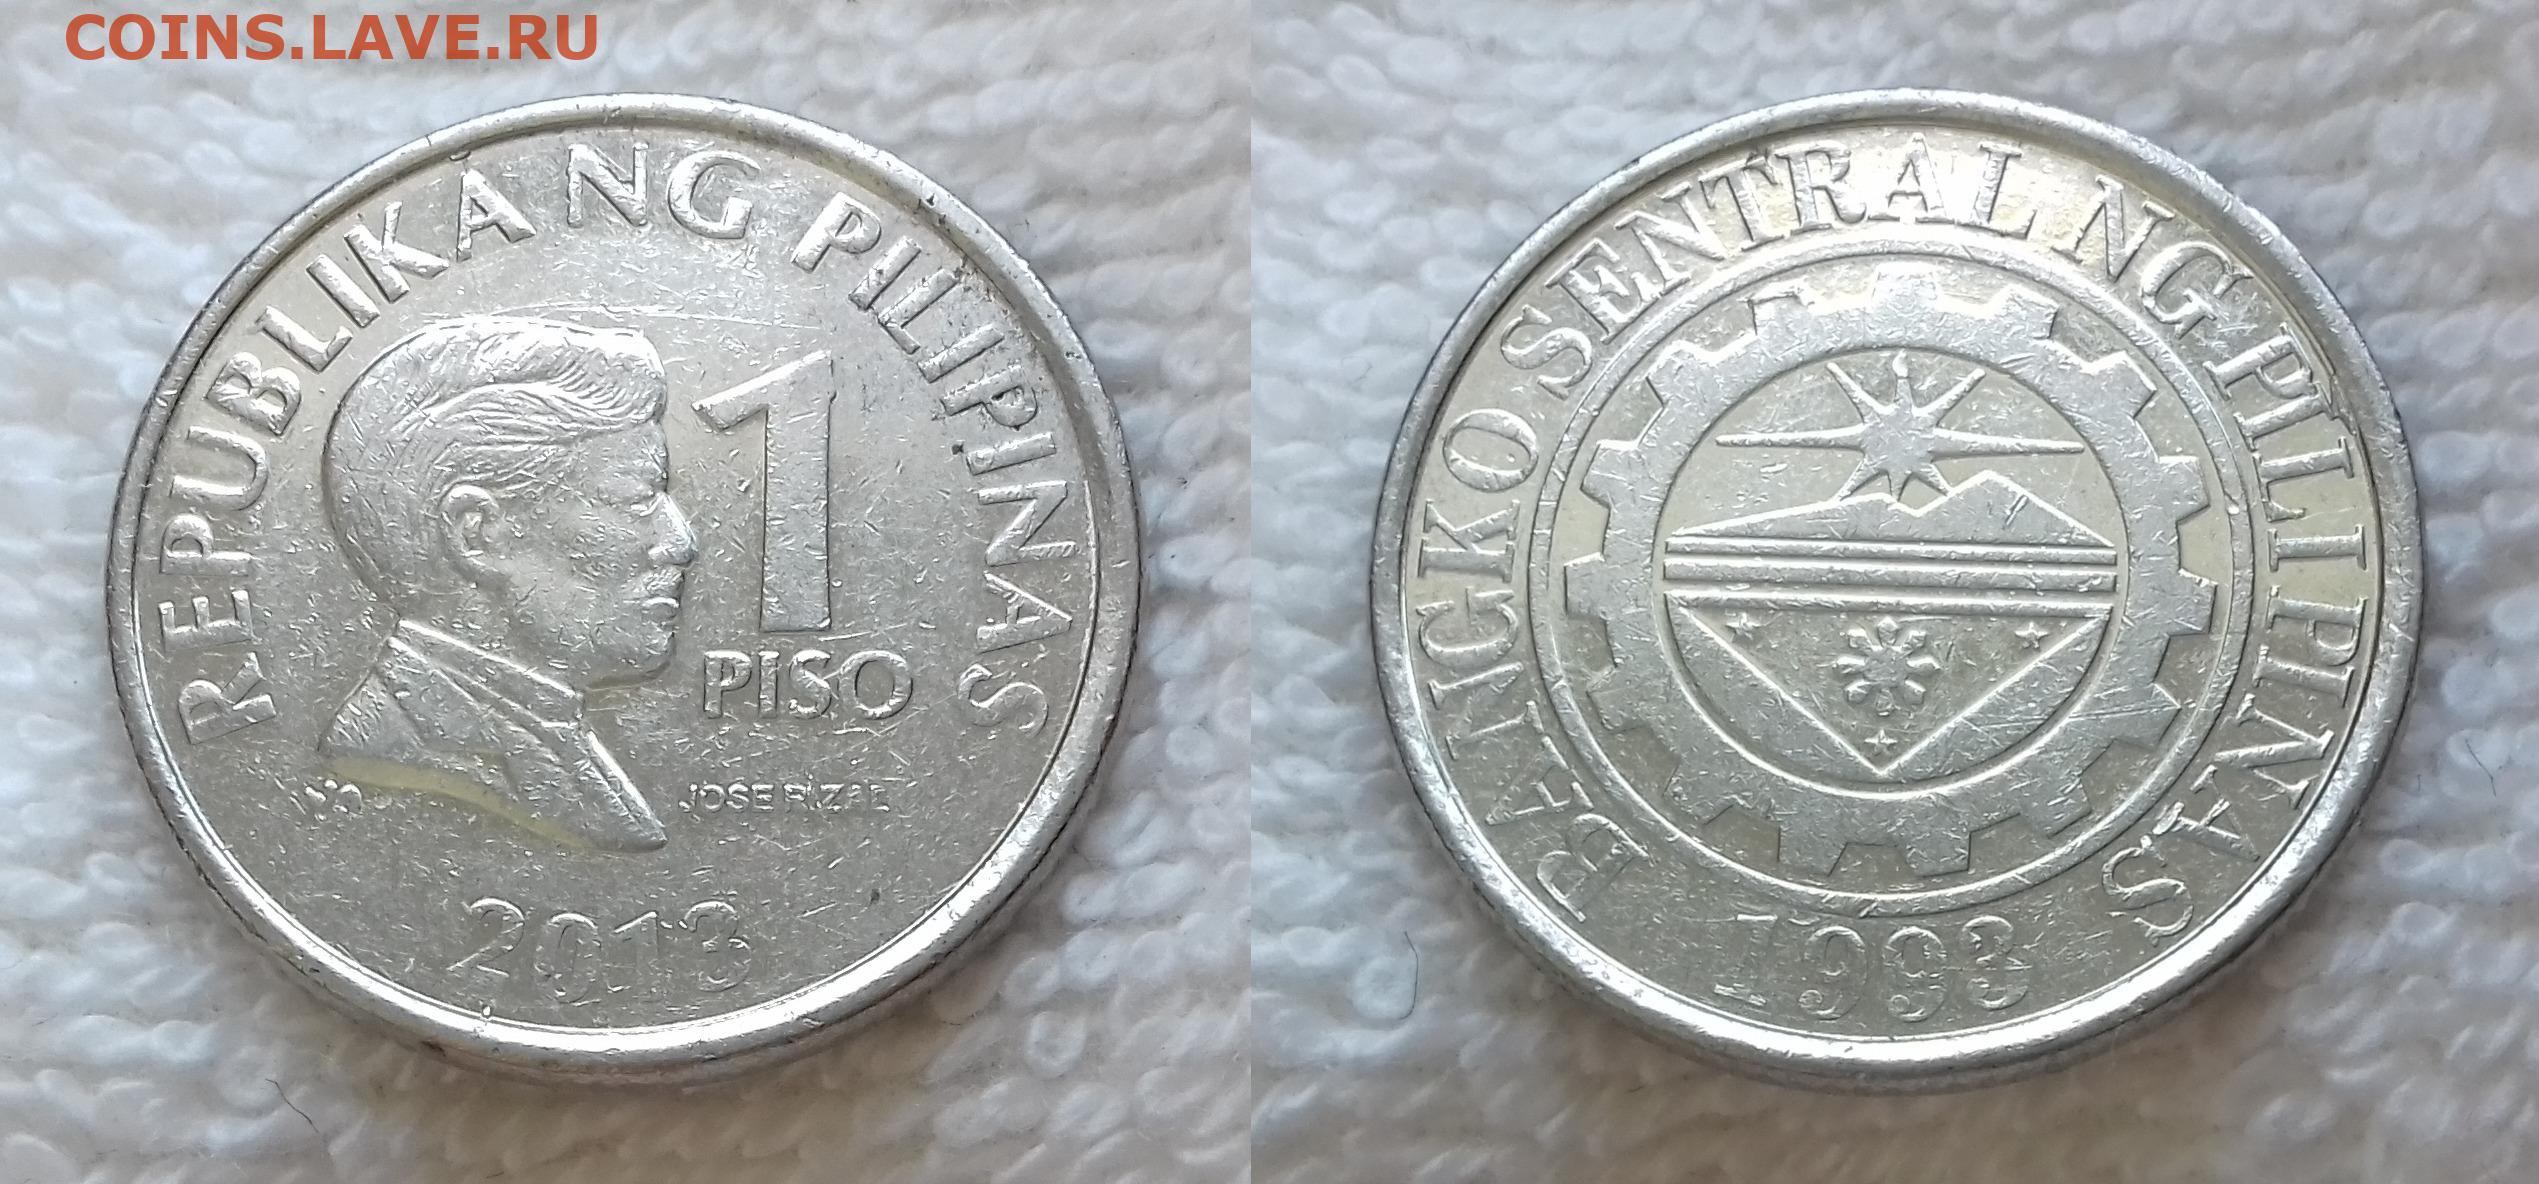 COINS.LAVE.RU
REPUBLIKA NG PILIPINAS
1
PISO
JOSE RIZAL
2013
BANGKO SENTRAL NG PILIPINAS
1993